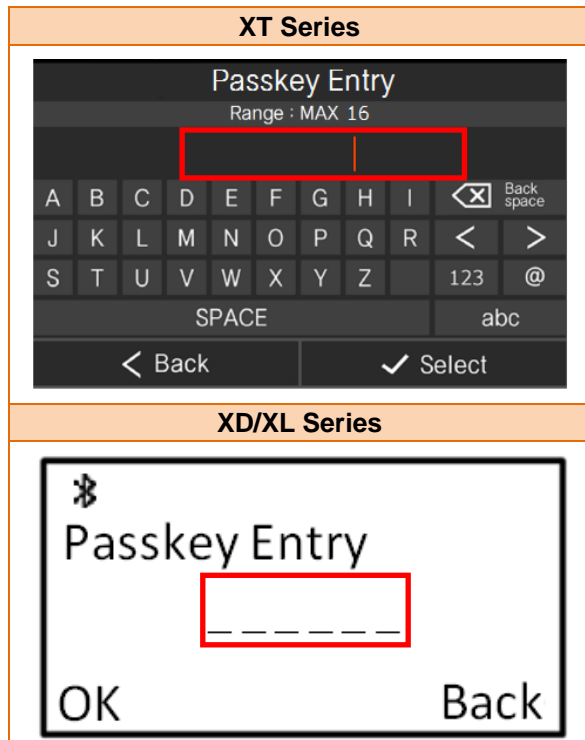 XT Series
Passkey Entry
Range : MAX 16
A B C D E F G H I Back space
J K L M N O P Q R < >
S T U V W X Y Z 123 @
SPACE abc
< Back ✓ Select
XD/XL Series
Passkey Entry
_ _ _ _ _ _
OK Back